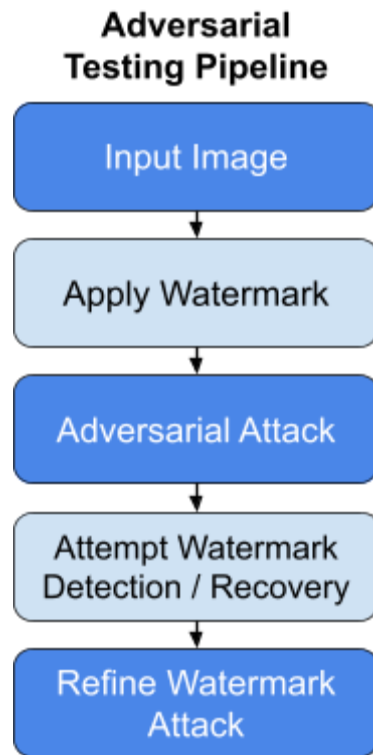 Adversarial
Testing Pipeline
Input Image
Apply Watermark
Adversarial Attack
Attempt Watermark
Detection / Recovery
Refine Watermark
Attack